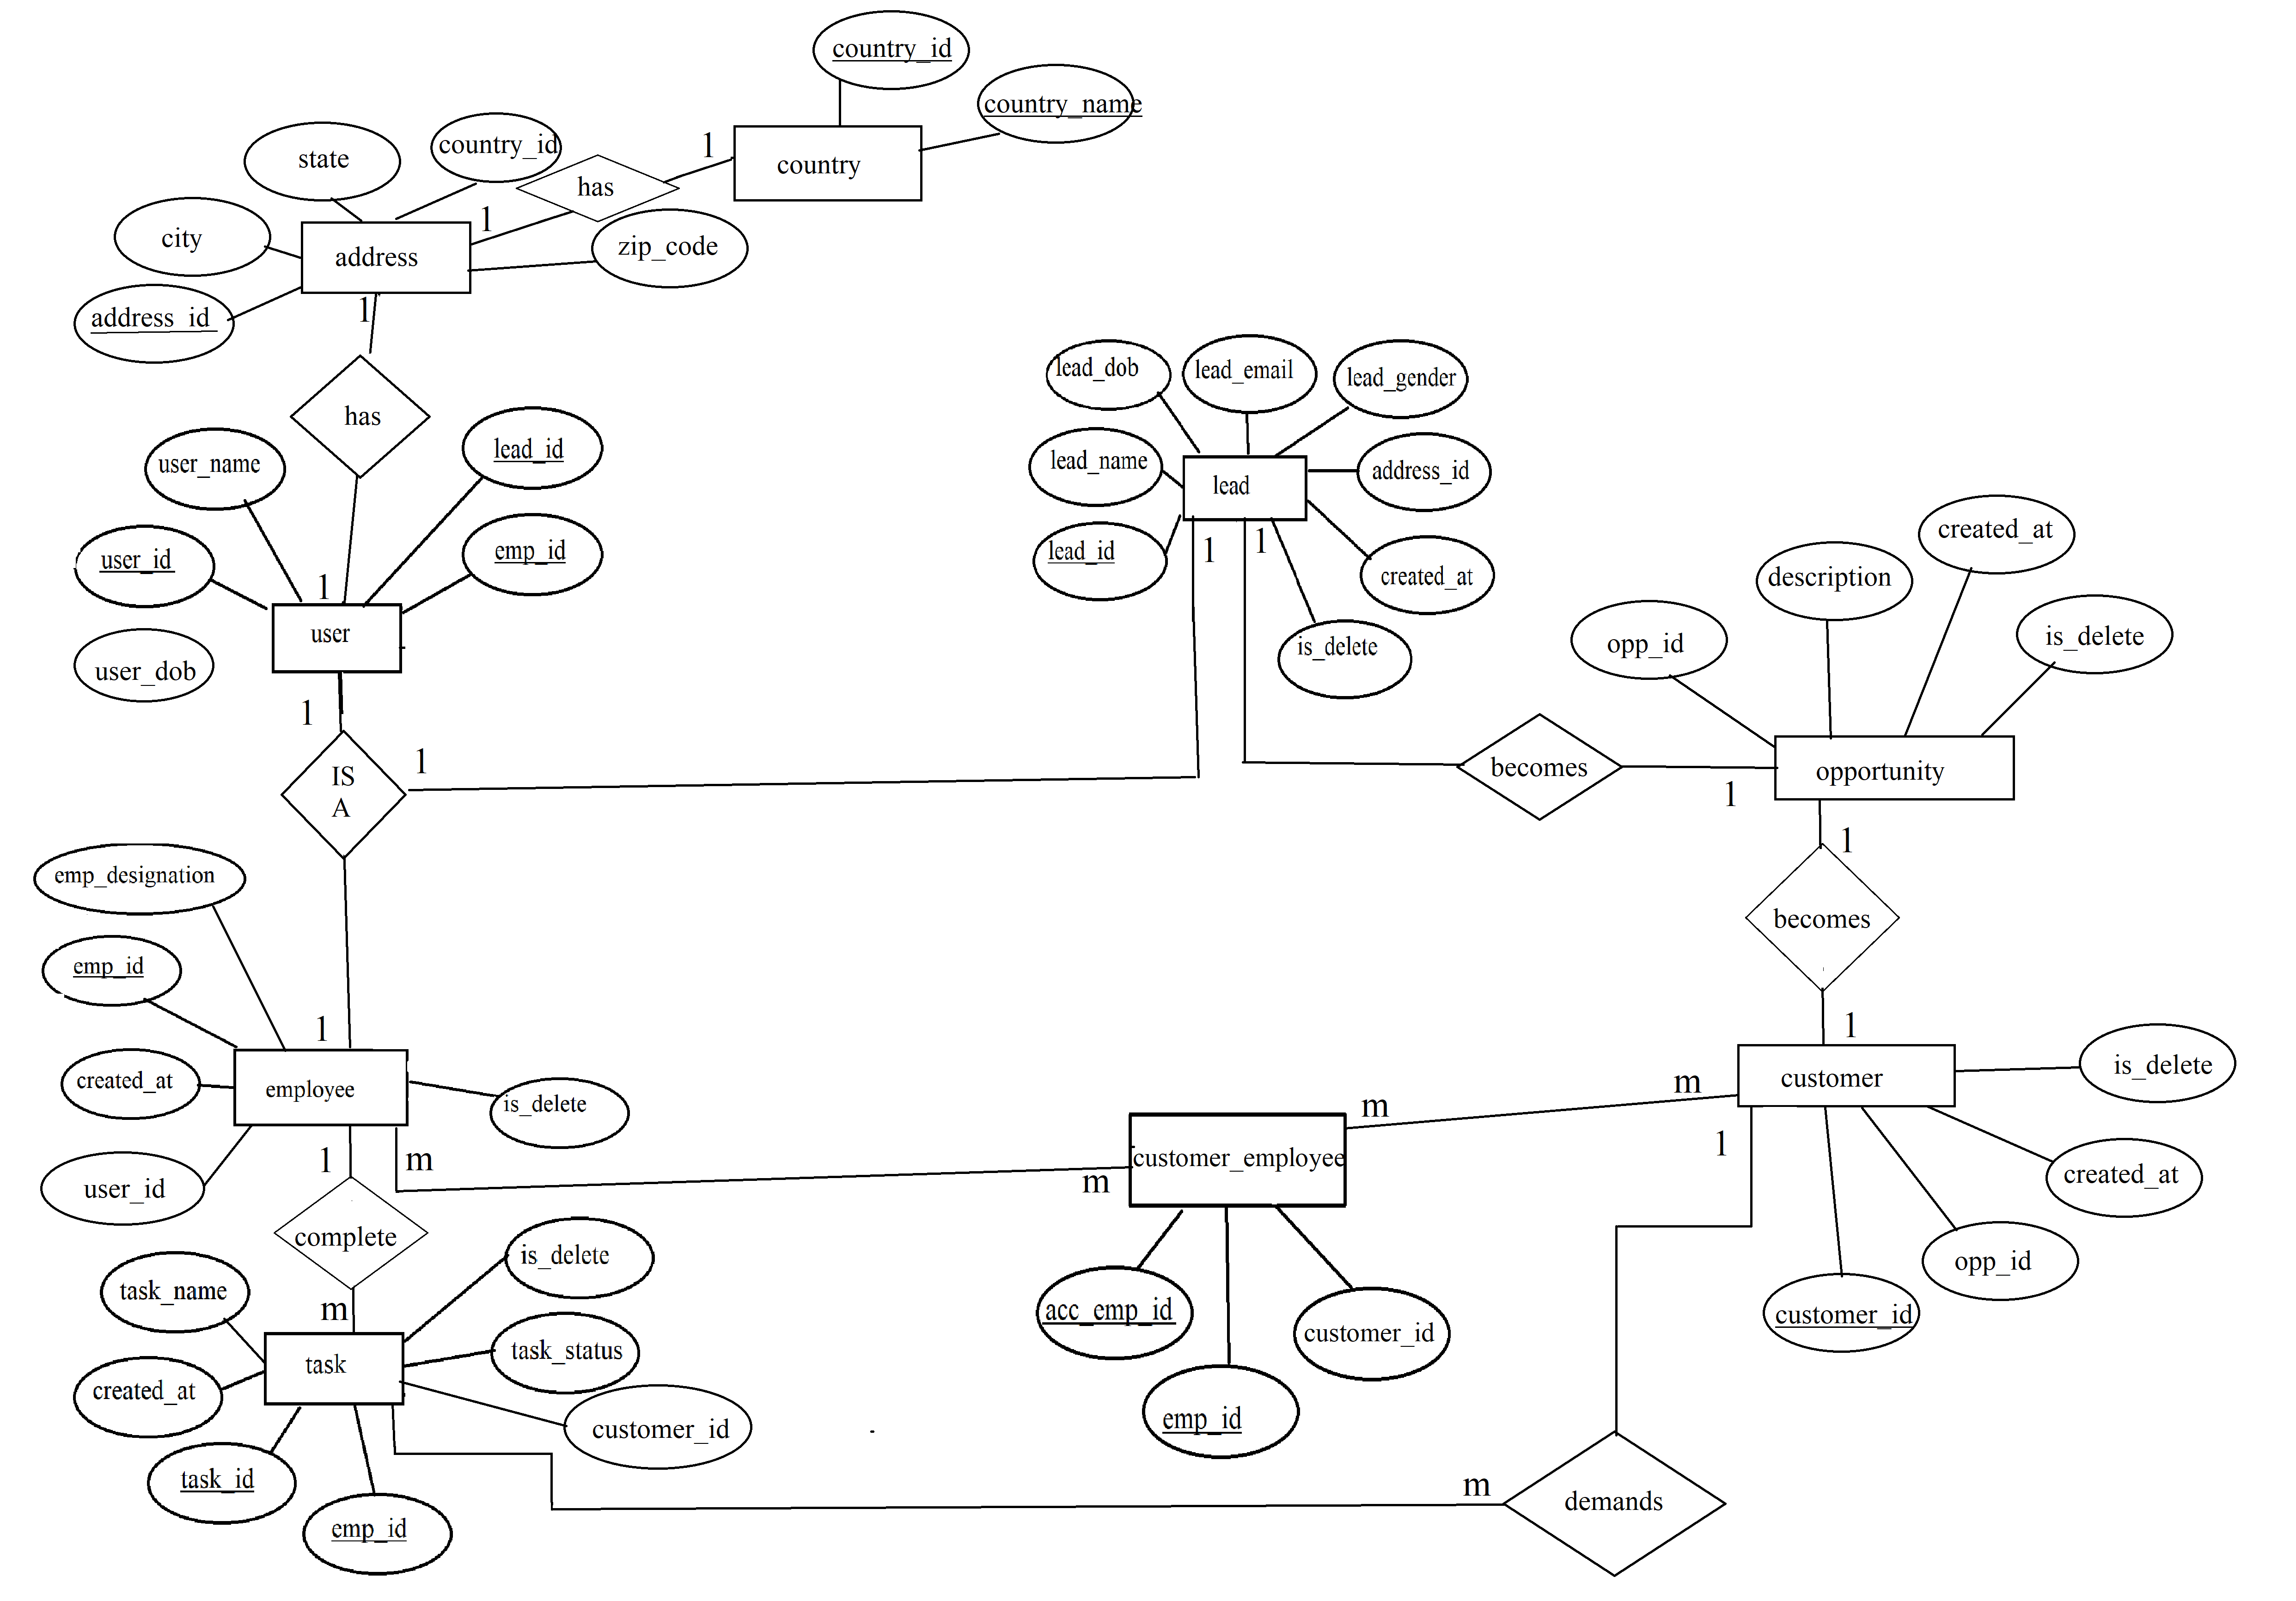 country_id
country_name
country
1
has
1
country_id
state
city
address_id
address
zip_code
1
has
user_name
lead_id
user_id
emp_id
1
user
user_dob
1
IS
A
1
lead_dob
lead_email
lead_gender
lead_name
lead
address_id
lead_id
1
1
created_at
is_delete
becomes
1
opp_id
description
created_at
is_delete
opportunity
1
becomes
1
emp_designation
emp_id
1
created_at
employee
is_delete
user_id
1
m
complete
m
task_name
is_delete
task
task_status
created_at
customer_id
task_id
emp_id
m
m
customer_employee
m
acc_emp_id
customer_id
emp_id
m
customer
is_delete
1
created_at
opp_id
customer_id
m
demands